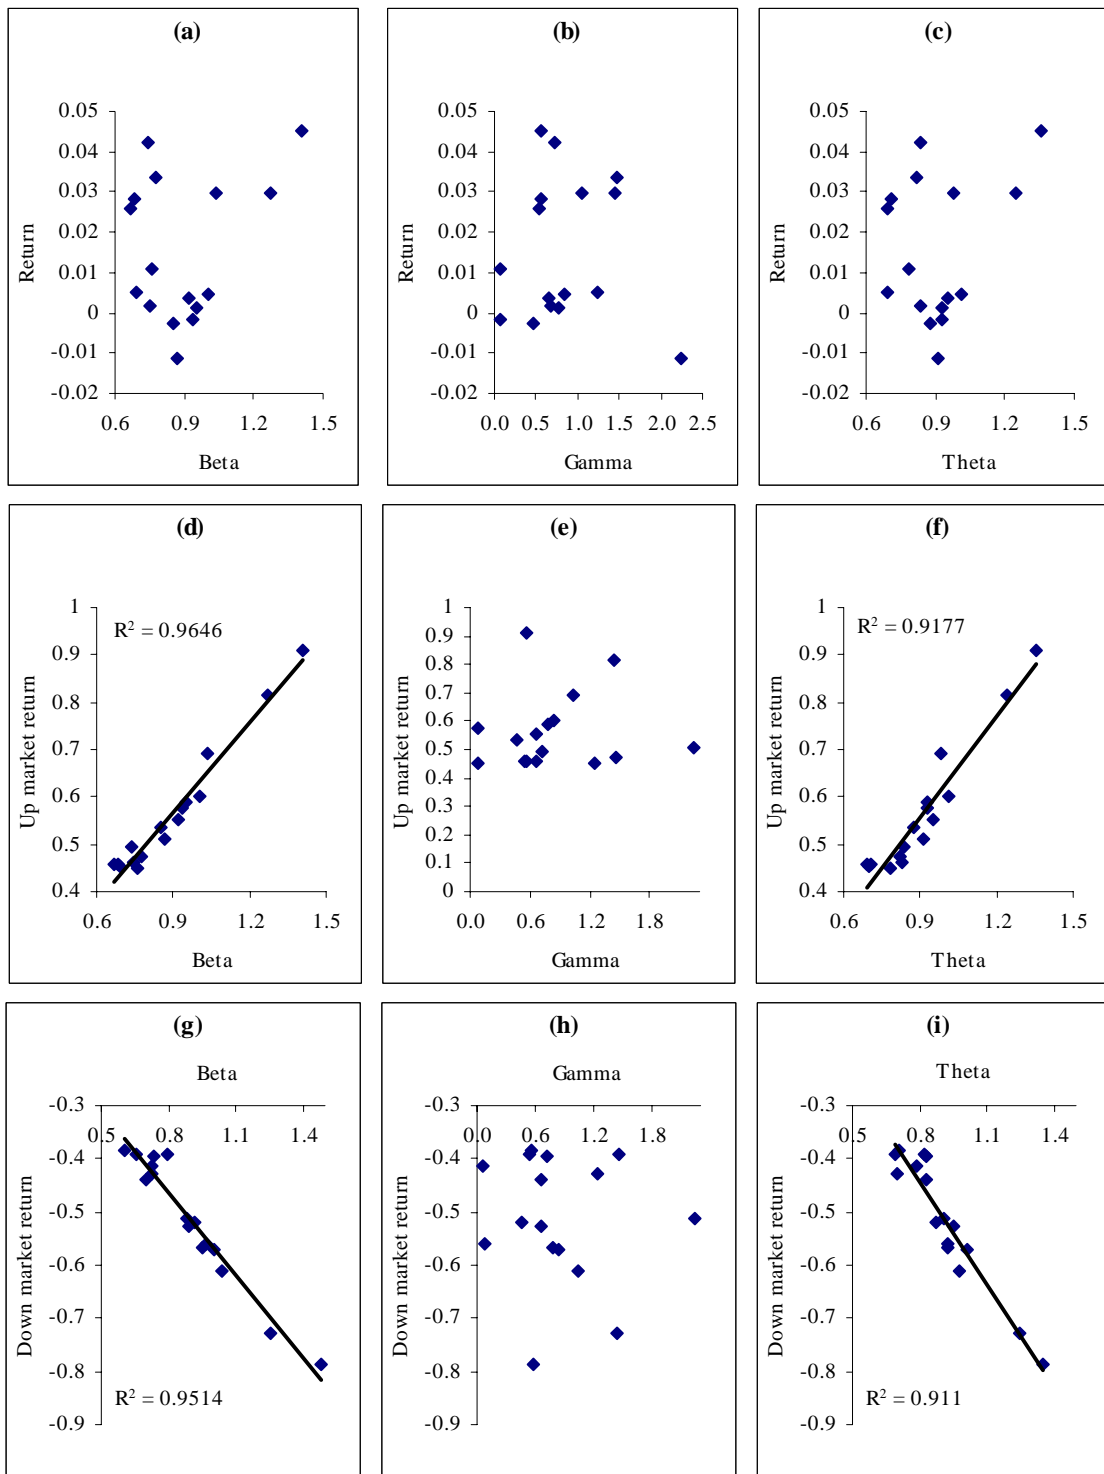 (a)
0.05
0.04
0.03
0.02
0.01
0
-0.01
-0.02
0.6 0.9 1.2 1.5
Return
Beta
(b)
0.05
0.04
0.03
0.02
0.01
0
-0.01
-0.02
0.0 0.5 1.0 1.5 2.0 2.5
Return
Gamma
(c)
0.05
0.04
0.03
0.02
0.01
0
-0.01
-0.02
0.6 0.9 1.2 1.5
Return
Theta
(d)
1
0.9
0.8
0.7
0.6
0.5
0.4
0.6 0.9 1.2 1.5
R² = 0.9646
Up market return
Beta
(e)
1
0.9
0.8
0.7
0.6
0.5
0.4
0.3
0.2
0.1
0
0.0 0.6 1.2 1.8
Up market return
Gamma
(f)
1
0.9
0.8
0.7
0.6
0.5
0.4
0.6 0.9 1.2 1.5
R² = 0.9177
Up market return
Theta
(g)
Beta
-0.3
0.5 0.8 1.1 1.4
-0.4
-0.5
-0.6
-0.7
-0.8
-0.9
Down market return
R² = 0.9514
(h)
Gamma
-0.3
0.0 0.6 1.2 1.8
-0.4
-0.5
-0.6
-0.7
-0.8
-0.9
Down market return
(i)
Theta
-0.3
0.5 0.8 1.1 1.4
-0.4
-0.5
-0.6
-0.7
-0.8
-0.9
Down market return
R² = 0.911